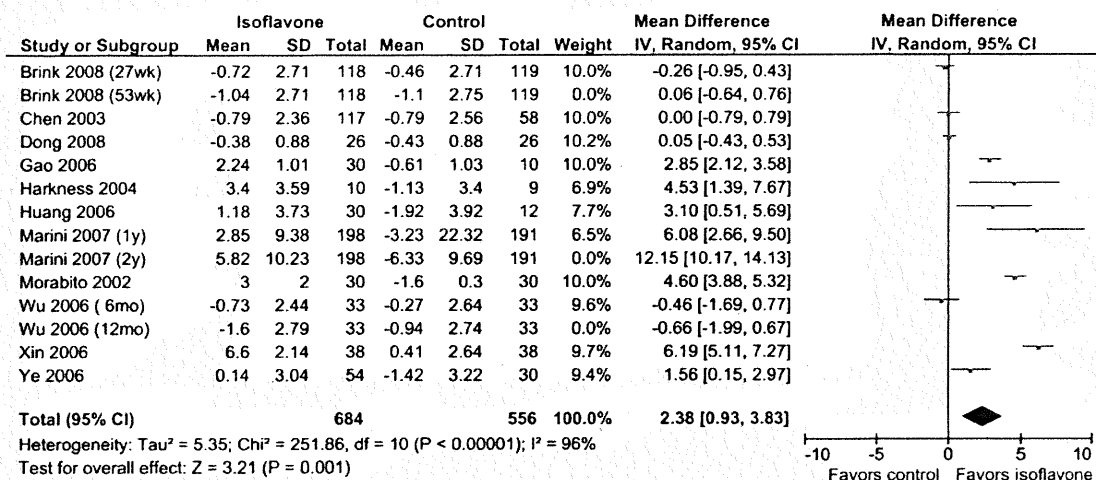 Isoflavone Control Mean Difference Mean Difference
Study or Subgroup Mean SD Total Mean SD Total Weight IV, Random, 95% CI IV, Random, 95% CI
Brink 2008 (27wk) -0.72 2.71 118 -0.46 2.71 119 10.0% -0.26 [-0.95, 0.43]
Brink 2008 (53wk) -1.04 2.71 118 -1.1 2.75 119 0.0% 0.06 [-0.64, 0.76]
Chen 2003 -0.79 2.36 117 -0.79 2.56 58 10.0% 0.00 [-0.79, 0.79]
Dong 2008 -0.38 0.88 26 -0.43 0.88 26 10.2% 0.05 [-0.43, 0.53]
Gao 2006 2.24 1.01 30 -0.61 1.03 10 10.0% 2.85 [2.12, 3.58]
Harkness 2004 3.4 3.59 10 -1.13 3.4 9 6.9% 4.53 [1.39, 7.67]
Huang 2006 1.18 3.73 30 -1.92 3.92 12 7.7% 3.10 [0.51, 5.69]
Marini 2007 (1y) 2.85 9.38 198 -3.23 22.32 191 6.5% 6.08 [2.66, 9.50]
Marini 2007 (2y) 5.82 10.23 198 -6.33 9.69 191 0.0% 12.15 [10.17, 14.13]
Morabito 2002 3 2 30 -1.6 0.3 30 10.0% 4.60 [3.88, 5.32]
Wu 2006 ( 6mo) -0.73 2.44 33 -0.27 2.64 33 9.6% -0.46 [-1.69, 0.77]
Wu 2006 (12mo) -1.6 2.79 33 -0.94 2.74 33 0.0% -0.66 [-1.99, 0.67]
Xin 2006 6.6 2.14 38 0.41 2.64 38 9.7% 6.19 [5.11, 7.27]
Ye 2006 0.14 3.04 54 -1.42 3.22 30 9.4% 1.56 [0.15, 2.97]
Total (95% CI) 684 556 100.0% 2.38 [0.93, 3.83]
Heterogeneity: Tau² = 5.35; Chi² = 251.86, df = 10 (P < 0.00001); I² = 96%
Test for overall effect: Z = 3.21 (P = 0.001)
-10 -5 0 5 10
Favors control Favors isoflavone